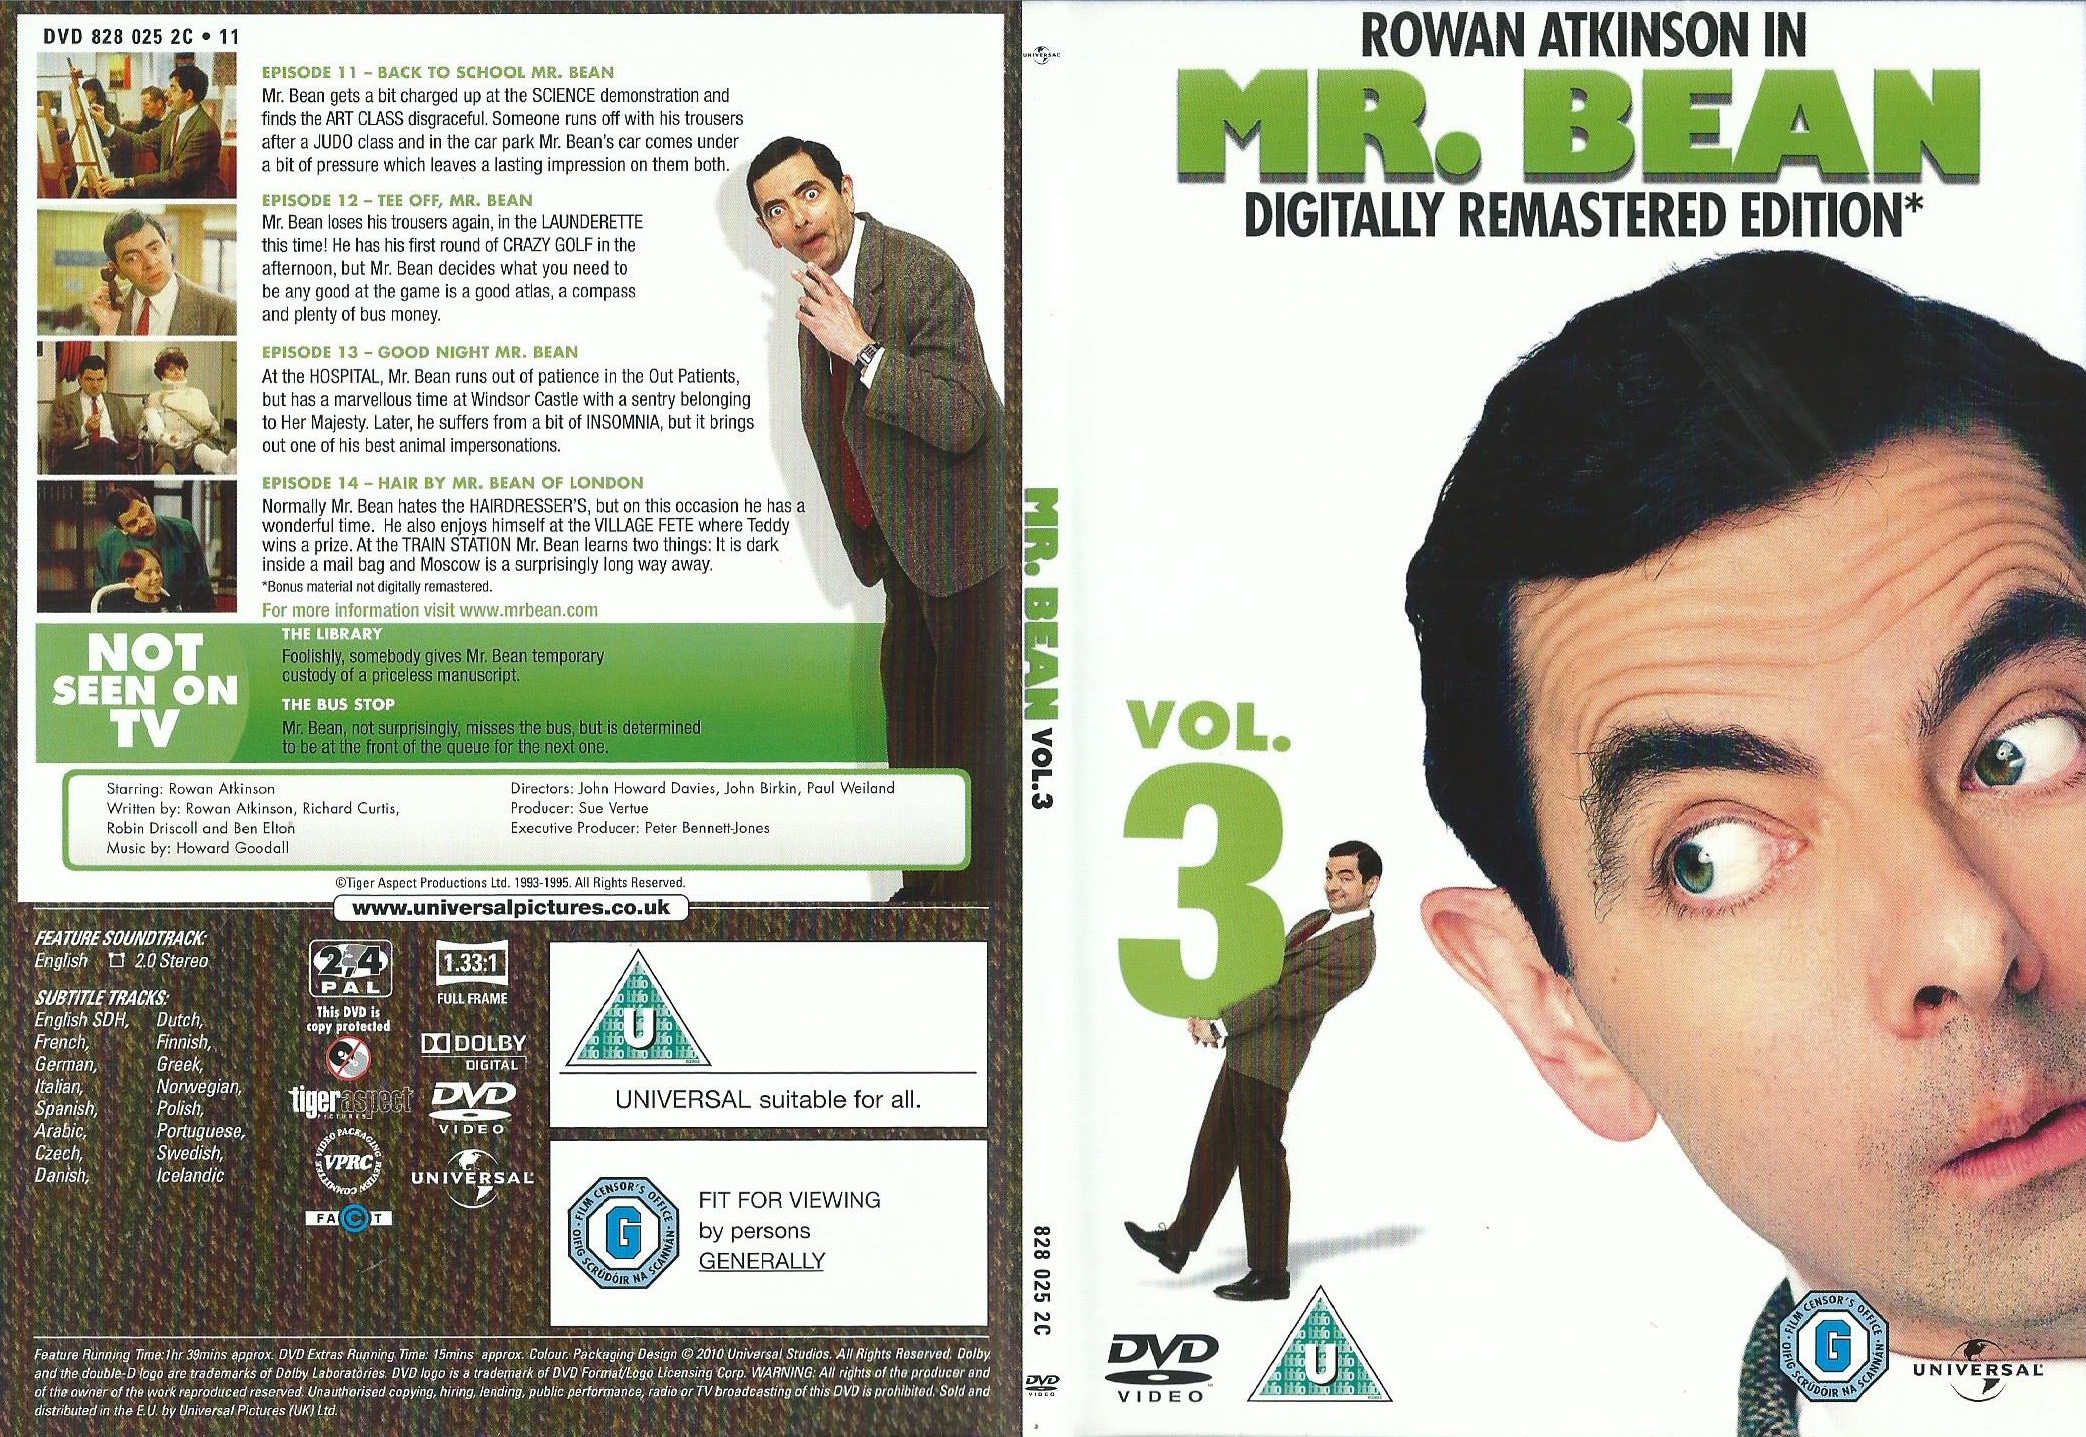 DVD 828 025 2C • 11
EPISODE 11 – BACK TO SCHOOL MR. BEAN
Mr. Bean gets a bit charged up at the SCIENCE demonstration and
finds the ART CLASS disgraceful. Someone runs off with his trousers
after a JUDO class and in the car park Mr. Bean's car comes under
a bit of pressure which leaves a lasting impression on them both.
EPISODE 12 – TEE OFF, MR. BEAN
Mr. Bean loses his trousers again, in the LAUNDERETTE
this time! He has his first round of CRAZY GOLF in the
afternoon, but Mr. Bean decides what you need to
be any good at the game is a good atlas, a compass
and plenty of bus money.
EPISODE 13 – GOOD NIGHT MR. BEAN
At the HOSPITAL, Mr. Bean runs out of patience in the Out Patients,
but has a marvellous time at Windsor Castle with a sentry belonging
to Her Majesty. Later, he suffers from a bit of INSOMNIA, but it brings
out one of his best animal impersonations.
EPISODE 14 – HAIR BY MR. BEAN OF LONDON
Normally Mr. Bean hates the HAIRDRESSER'S, but on this occasion he has a
wonderful time. He also enjoys himself at the VILLAGE FETE where Teddy
wins a prize. At the TRAIN STATION Mr. Bean learns two things: It is dark
inside a mail bag and Moscow is a surprisingly long way away.
*Bonus material not digitally remastered.
For more information visit www.mrbean.com
NOT
SEEN ON
TV
THE LIBRARY
Foolishly, somebody gives Mr. Bean temporary
custody of a priceless manuscript.
THE BUS STOP
Mr. Bean, not surprisingly, misses the bus, but is determined
to be at the front of the queue for the next one.
Starring: Rowan Atkinson
Written by: Rowan Atkinson, Richard Curtis,
Robin Driscoll and Ben Elton
Music by: Howard Goodall
Directors: John Howard Davies, John Birkin, Paul Weiland
Producer: Sue Vertue
Executive Producer: Peter Bennett-Jones
©Tiger Aspect Productions Ltd. 1993-1995. All Rights Reserved.
www.universalpictures.co.uk
FEATURE SOUNDTRACK:
English 2.0 Stereo
SUBTITLE TRACKS:
English SDH, Dutch,
French, Finnish,
German, Greek,
Italian, Norwegian,
Spanish, Polish,
Arabic, Portuguese,
Czech, Swedish,
Danish, Icelandic
2,4
PAL
This DVD is
copy protected
tigeraspect
PICTURES
VIDEO PACKAGING REVIEW COMMITTEE
VPRC
FACT
1.33:1
FULL FRAME
DOLBY
DIGITAL
DVD
VIDEO
UNIVERSAL
U
UNIVERSAL suitable for all.
FILM CENSOR'S OFFICE
G
OIFIG SCRÚDÓIR NA SCANNÁN
FIT FOR VIEWING
by persons
GENERALLY
Feature Running Time:1hr 39mins approx. DVD Extras Running Time: 15mins approx. Colour. Packaging Design © 2010 Universal Studios. All Rights Reserved. Dolby
and the double-D logo are trademarks of Dolby Laboratories. DVD logo is a trademark of DVD Format/Logo Licensing Corp. WARNING: All rights of the producer and
of the owner of the work reproduced reserved. Unauthorised copying, hiring, lending, public performance, radio or TV broadcasting of this DVD is prohibited. Sold and
distributed in the E.U. by Universal Pictures (UK) Ltd.
UNIVERSAL
MR. BEAN VOL.3
828 025 2C
DVD
VIDEO
ROWAN ATKINSON IN
MR. BEAN
DIGITALLY REMASTERED EDITION*
VOL.
3
DVD
VIDEO
U
FILM CENSOR'S OFFICE
G
OIFIG SCRÚDÓIR NA SCANNÁN
UNIVERSAL